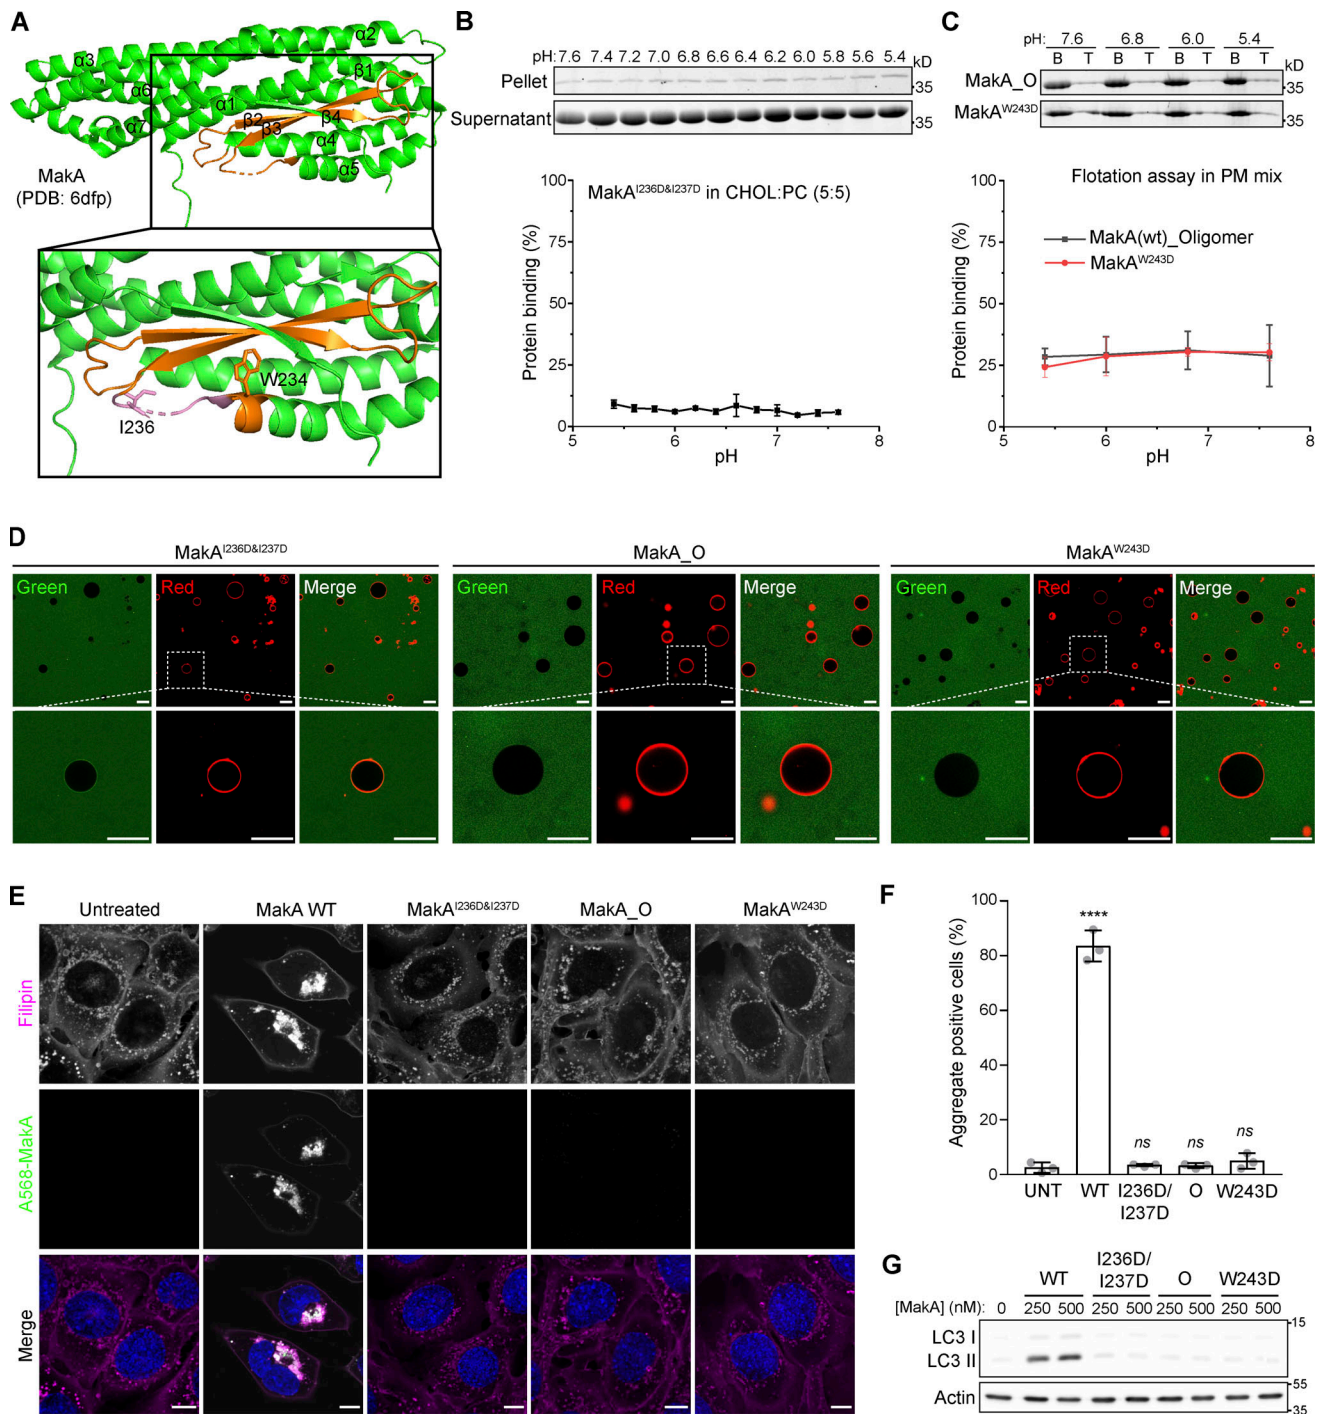 A
α3
α2
β1
α6
α1
β2
β3
β4
α7
α4
α5
MakA
(PDB: 6dfp)
W234
I236
B
pH: 7.6 7.4 7.2 7.0 6.8 6.6 6.4 6.2 6.0 5.8 5.6 5.4 kD
Pellet
35
Supernatant
35
MakA^I236D&I237D in CHOL:PC (5:5)
Protein binding (%)
100
75
50
25
0
5 6 7 8
pH
C
pH: 7.6 6.8 6.0 5.4
B T B T B T B T kD
MakA_O
35
MakA^W243D
35
Flotation assay in PM mix
MakA(wt)_Oligomer
MakA^W243D
Protein binding (%)
100
75
50
25
0
5 6 7 8
pH
D
MakA^I236D&I237D MakA_O MakA^W243D
Green Red Merge Green Red Merge Green Red Merge
E
Untreated MakA WT MakA^I236D&I237D MakA_O MakA^W243D
Filipin
A568-MakA
Merge
F
Aggregate positive cells (%)
100
80
60
40
20
0
****
ns ns ns
UNT WT I236D/ I237D O W243D
G
WT I236D/ I237D O W243D
[MakA] (nM): 0 250 500 250 500 250 500 250 500
15
LC3 I
LC3 II
55
Actin
35